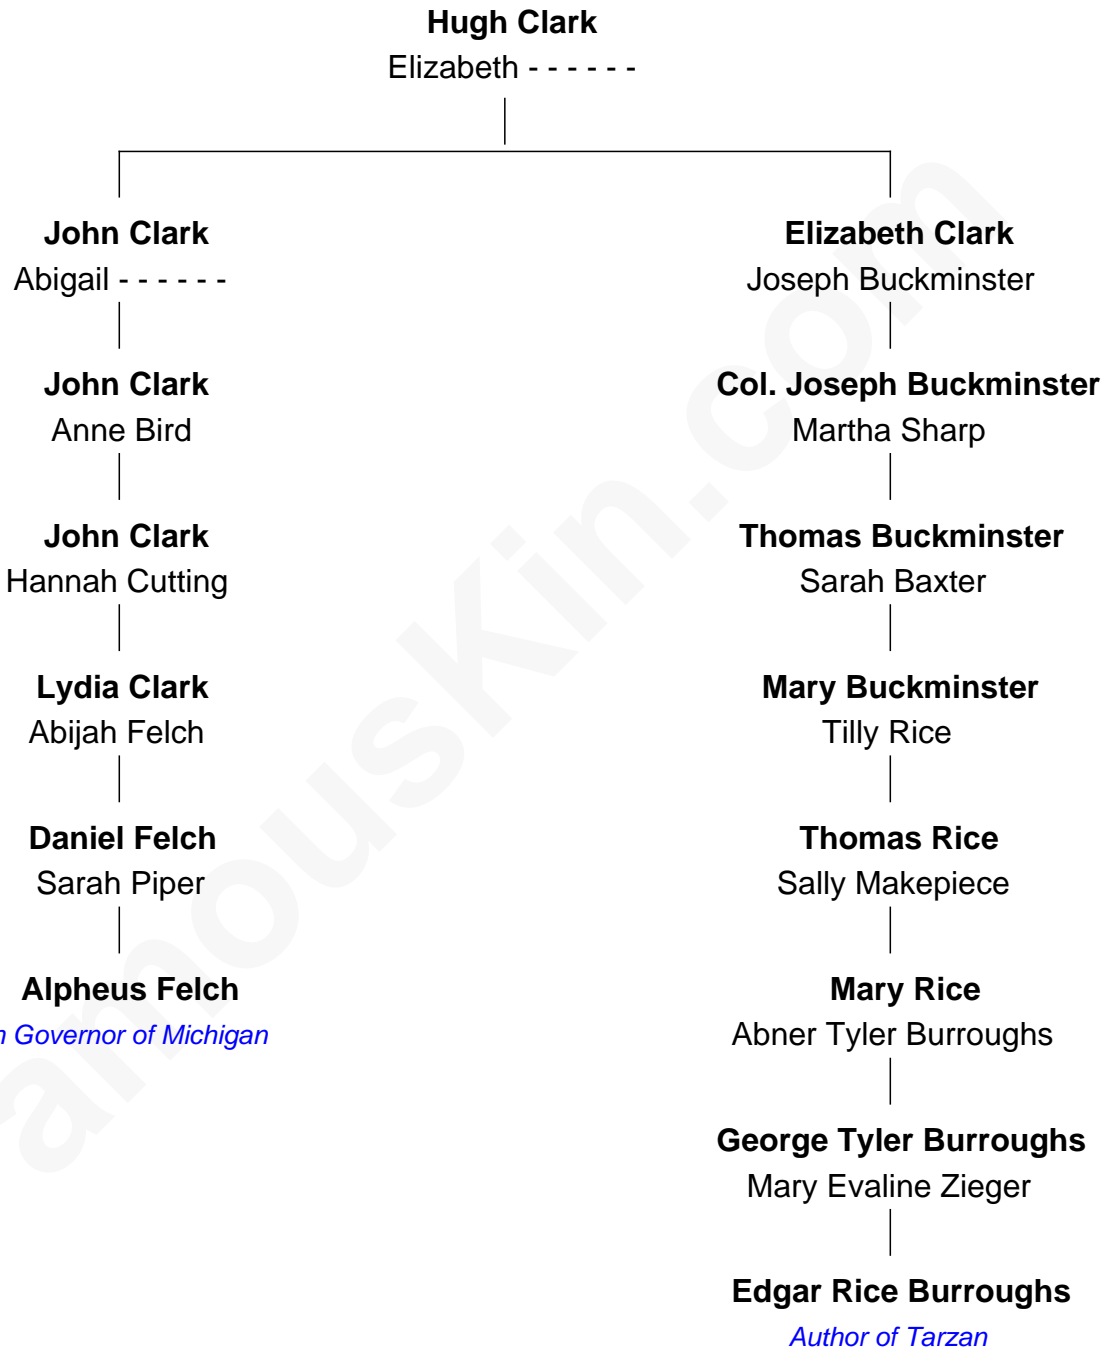 Hugh Clark
Elizabeth - - - - - -
John Clark
Abigail - - - - - -
Elizabeth Clark
Joseph Buckminster
John Clark
Anne Bird
Col. Joseph Buckminster
Martha Sharp
John Clark
Hannah Cutting
Thomas Buckminster
Sarah Baxter
Lydia Clark
Abijah Felch
Mary Buckminster
Tilly Rice
Daniel Felch
Sarah Piper
Thomas Rice
Sally Makepiece
Alpheus Felch
Governor of Michigan
Mary Rice
Abner Tyler Burroughs
George Tyler Burroughs
Mary Evaline Zieger
Edgar Rice Burroughs
Author of Tarzan
amousKin.com